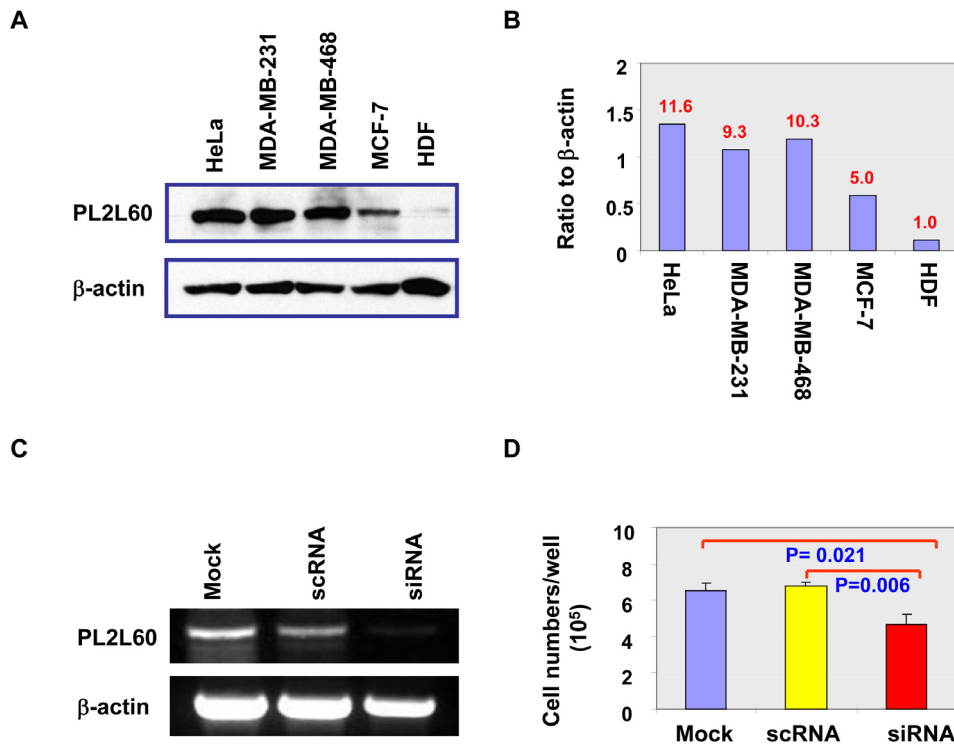 A
HeLa
MDA-MB-231
MDA-MB-468
MCF-7
HDF
PL2L60
β-actin
B
Ratio to β-actin
2
1.5
1
0.5
0
11.6
9.3
10.3
5.0
1.0
HeLa
MDA-MB-231
MDA-MB-468
MCF-7
HDF
C
Mock
scRNA
siRNA
PL2L60
β-actin
D
Cell numbers/well
(10⁵)
10
8
6
4
2
0
P= 0.021
P=0.006
Mock
scRNA
siRNA